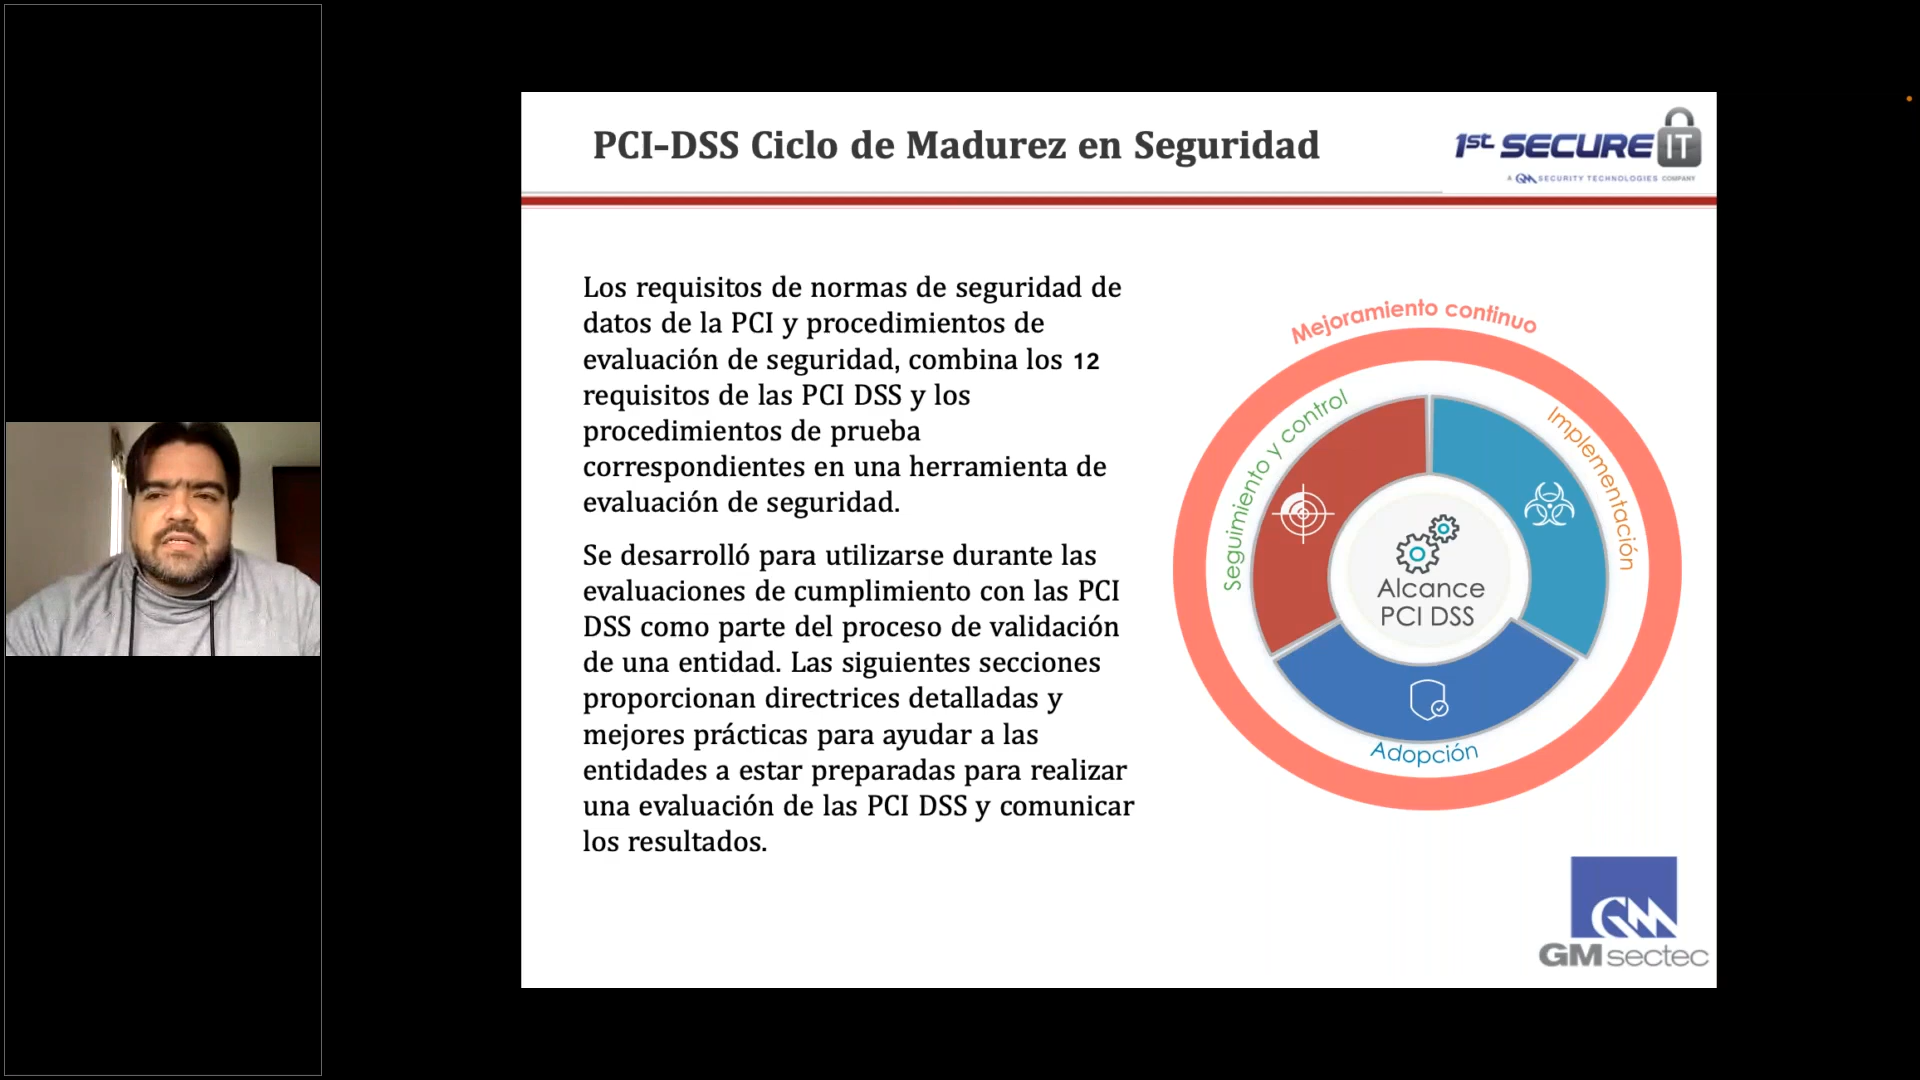 PCI-DSS Ciclo de Madurez en Seguridad
1st SECURE IT
A GM SECURITY TECHNOLOGIES COMPANY
Los requisitos de normas de seguridad de
datos de la PCI y procedimientos de
evaluación de seguridad, combina los 12
requisitos de las PCI DSS y los
procedimientos de prueba
correspondientes en una herramienta de
evaluación de seguridad.
Se desarrolló para utilizarse durante las
evaluaciones de cumplimiento con las PCI
DSS como parte del proceso de validación
de una entidad. Las siguientes secciones
proporcionan directrices detalladas y
mejores prácticas para ayudar a las
entidades a estar preparadas para realizar
una evaluación de las PCI DSS y comunicar
los resultados.
Mejoramiento continuo
Seguimiento y control
Implementación
Alcance
PCI DSS
Adopción
GM
GM sectec